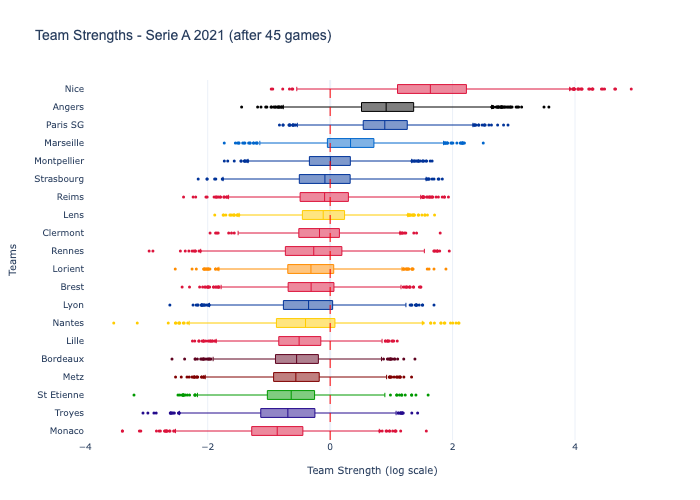 Team Strengths - Serie A 2021 (after 45 games)
Nice
Angers
Paris SG
Marseille
Montpellier
Strasbourg
Reims
Lens
Clermont
Rennes
Lorient
Brest
Lyon
Nantes
Lille
Bordeaux
Metz
St Etienne
Troyes
Monaco
Teams
−4 −2 0 2 4
Team Strength (log scale)